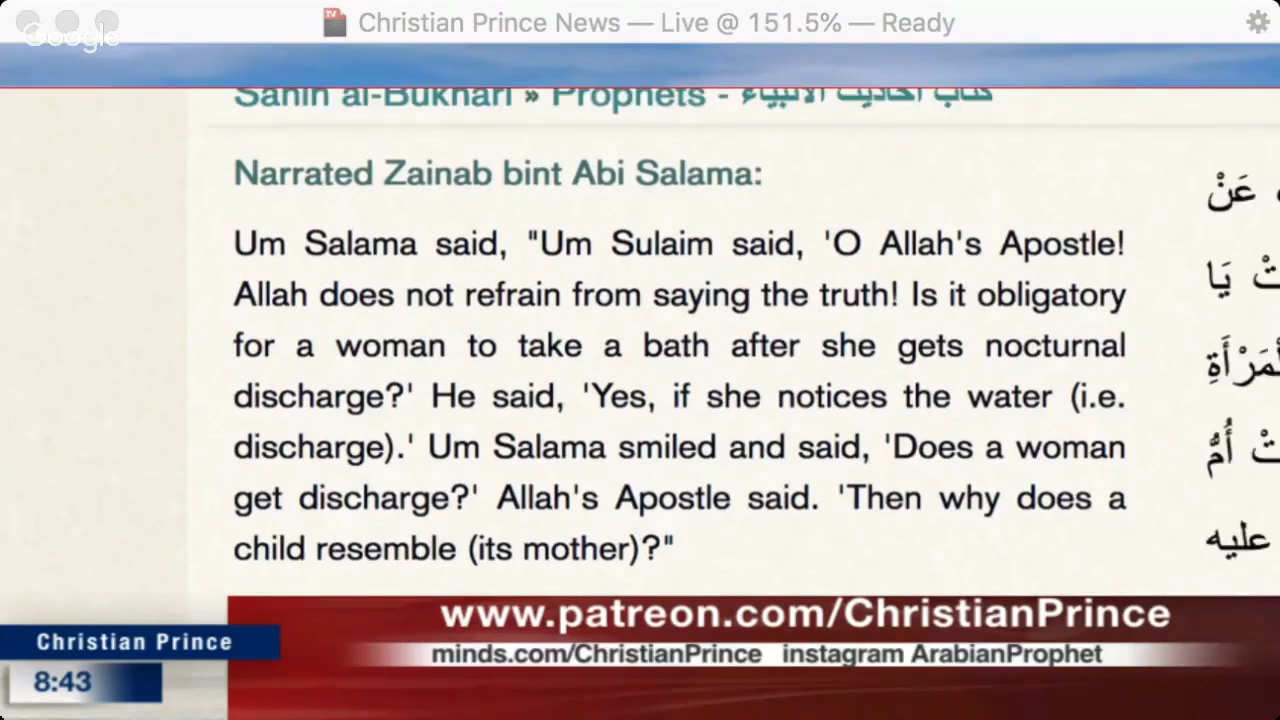 Christian Prince News — Live @ 151.5% — Ready
Google
Sahih al-Bukhari » Prophets - كتاب أحاديث الأنبياء
Narrated Zainab bint Abi Salama:
Um Salama said, "Um Sulaim said, 'O Allah's Apostle!
Allah does not refrain from saying the truth! Is it obligatory
for a woman to take a bath after she gets nocturnal
discharge?' He said, 'Yes, if she notices the water (i.e.
discharge).' Um Salama smiled and said, 'Does a woman
get discharge?' Allah's Apostle said. 'Then why does a
child resemble (its mother)?"
عَنْ
يَا
أُمُّ
عليه
www.patreon.com/ChristianPrince
minds.com/ChristianPrince instagram ArabianProphet
Christian Prince
8:43